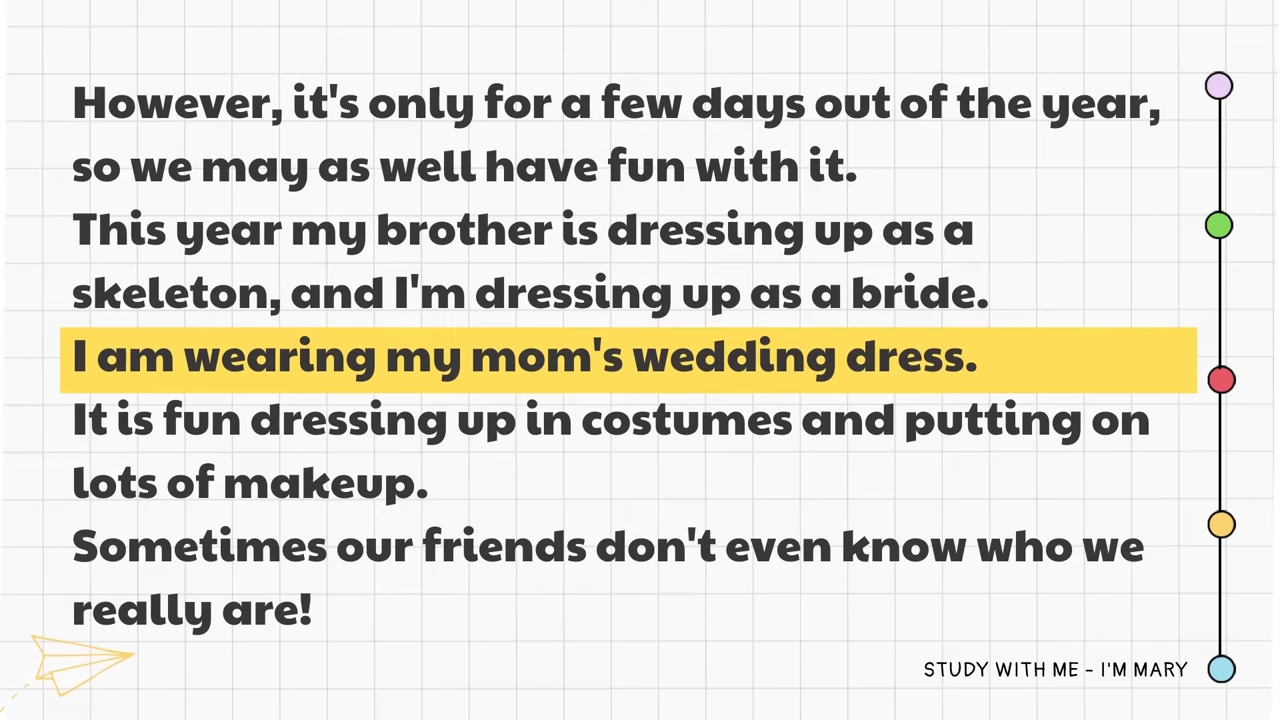 However, it's only for a few days out of the year,
so we may as well have fun with it.
This year my brother is dressing up as a
skeleton, and I'm dressing up as a bride.
I am wearing my mom's wedding dress.
It is fun dressing up in costumes and putting on
lots of makeup.
Sometimes our friends don't even know who we
really are!
STUDY WITH ME - I'M MARY